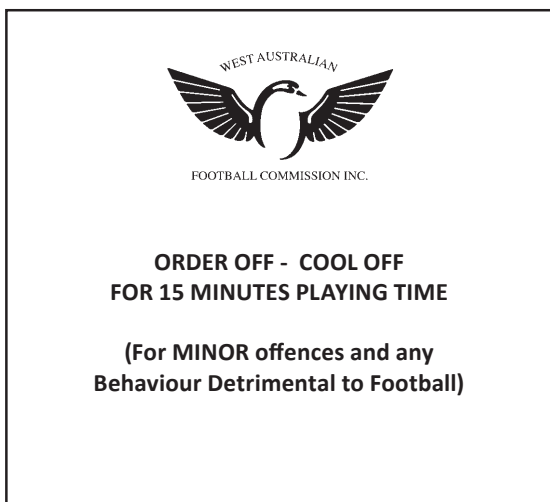 WEST AUSTRALIAN
FOOTBALL COMMISSION INC.
ORDER OFF - COOL OFF
FOR 15 MINUTES PLAYING TIME
(For MINOR offences and any
Behaviour Detrimental to Football)